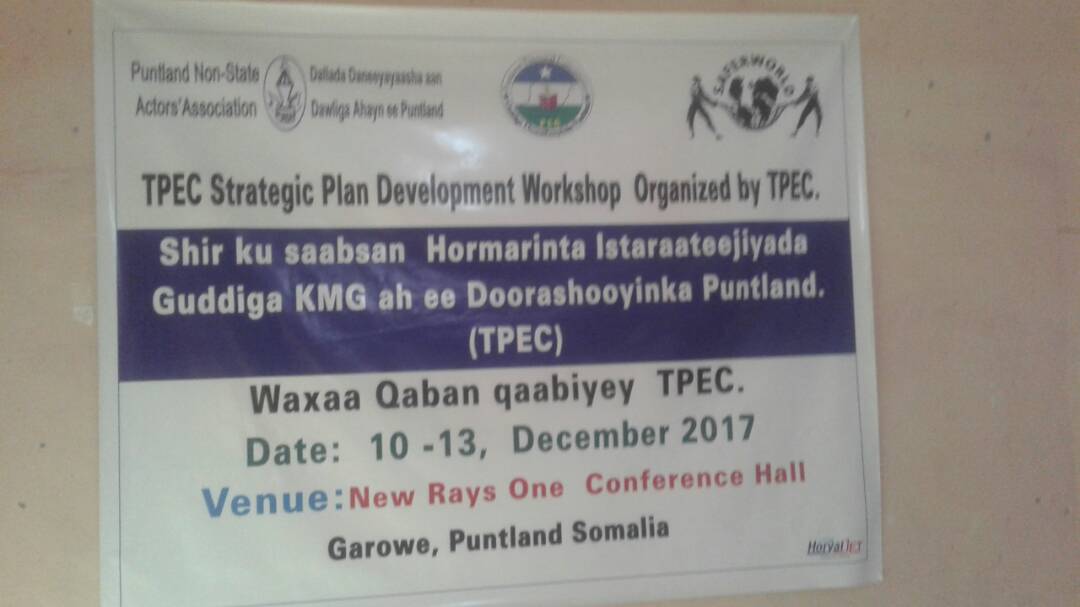 Puntland Non-State
Actors'Association
Dallada Daneeyayaasha aan
Dawliga Ahayn ee Puntland
SAFERWORLD
TPEC Strategic Plan Development Workshop Organized by TPEC.
Shir ku saabsan Hormarinta Istaraateejiyada
Guddiga KMG ah ee Doorashooyinka Puntland.
(TPEC)
Waxaa Qaban qaabiyey TPEC.
Date: 10 -13, December 2017
Venue:New Rays One Conference Hall
Garowe, Puntland Somalia